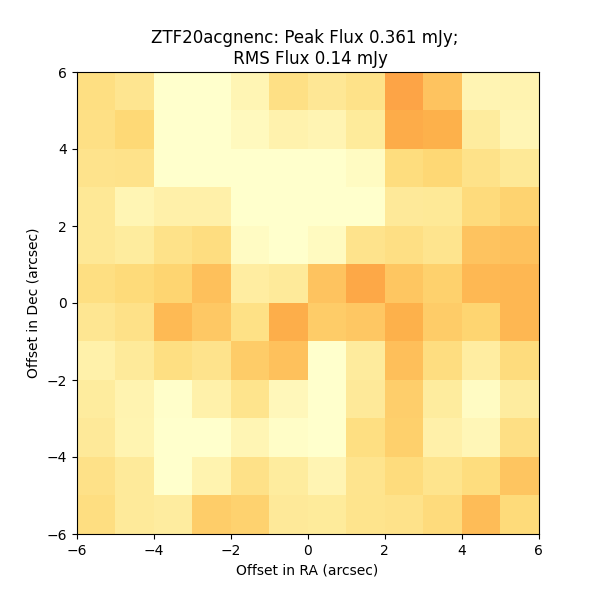 ZTF20acgnenc: Peak Flux 0.361 mJy;
RMS Flux 0.14 mJy
6
4
2
0
−2
−4
−6
Offset in Dec (arcsec)
−6 −4 −2 0 2 4 6
Offset in RA (arcsec)